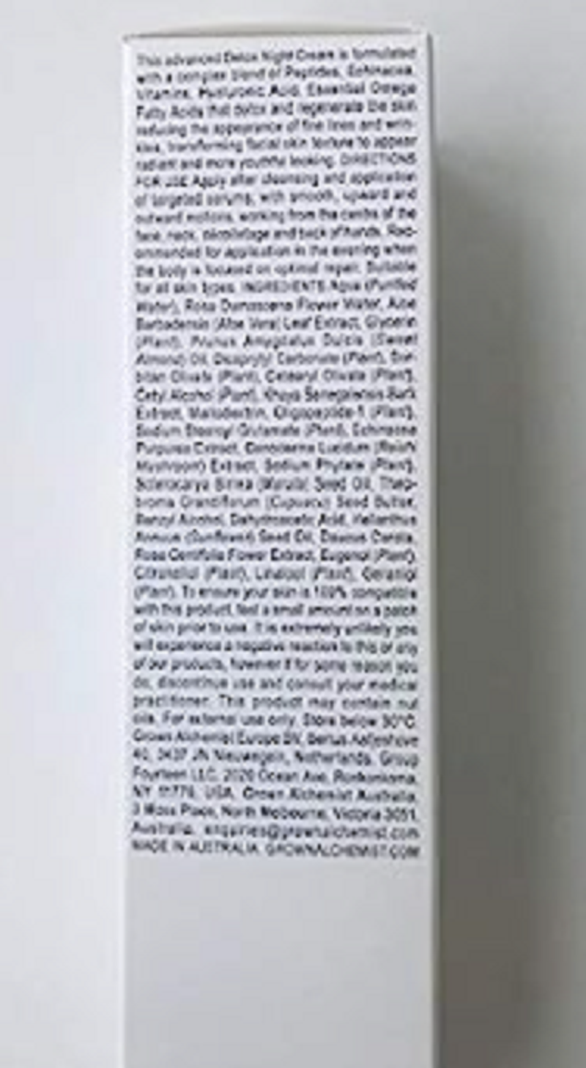 This advanced Detox Night Cream is formulated
with a complex blend of Peptides, Echinacea,
Vitamins, Hyaluronic Acid, Essential Omega
Fatty Acids that detox and regenerate the skin
reducing the appearance of fine lines and wrin-
kles, transforming facial skin texture to appear
radiant and more youthful looking. DIRECTIONS
FOR USE Apply after cleansing and application
of targeted serums, with smooth, upward and
outward motions, working from the centre of the
face, neck, décolletage and back of hands. Rec-
ommended for application in the evening when
the body is focused on optimal repair. Suitable
for all skin types. INGREDIENTS Aqua (Purified
Water), Rosa Damascena Flower Water, Aloe
Barbadensis (Aloe Vera) Leaf Extract, Glycerin
(Plant), Prunus Amygdalus Dulcis (Sweet
Almond) Oil, Dicaprylyl Carbonate (Plant), Sor-
bitan Olivate (Plant), Cetearyl Olivate (Plant),
Cetyl Alcohol (Plant), Khaya Senegalensis Bark
Extract, Maltodextrin, Oligopeptide-1 (Plant),
Sodium Stearoyl Glutamate (Plant), Echinacea
Purpurea Extract, Ganoderma Lucidum (Reishi
Mushroom) Extract, Sodium Phytate (Plant),
Sclerocarya Birrea (Marula) Seed Oil, Theo-
broma Grandiflorum (Cupuacu) Seed Butter,
Benzyl Alcohol, Dehydroacetic Acid, Helianthus
Annuus (Sunflower) Seed Oil, Daucus Carota,
Rosa Centifolia Flower Extract, Eugenol (Plant),
Citronellol (Plant), Linalool (Plant), Geraniol
(Plant). To ensure your skin is 100% compatible
with this product, test a small amount on a patch
of skin prior to use. It is extremely unlikely you
will experience a negative reaction to this or any
of our products, however if for some reason you
do, discontinue use and consult your medical
practitioner. This product may contain nut
oils. For external use only. Store below 30°C.
Grown Alchemist Europe BV,
40, 3437 JN Nieuwegein, Netherlands. Group
Fourteen LLC, 2020 Ocean Ave, Ronkonkoma,
NY 11779, USA. Grown Alchemist Australia,
3 Moss Place, North Melbourne, Victoria 3051,
Australia. enquiries@grownalchemist.com
MADE IN AUSTRALIA GROWNALCHEMIST.COM